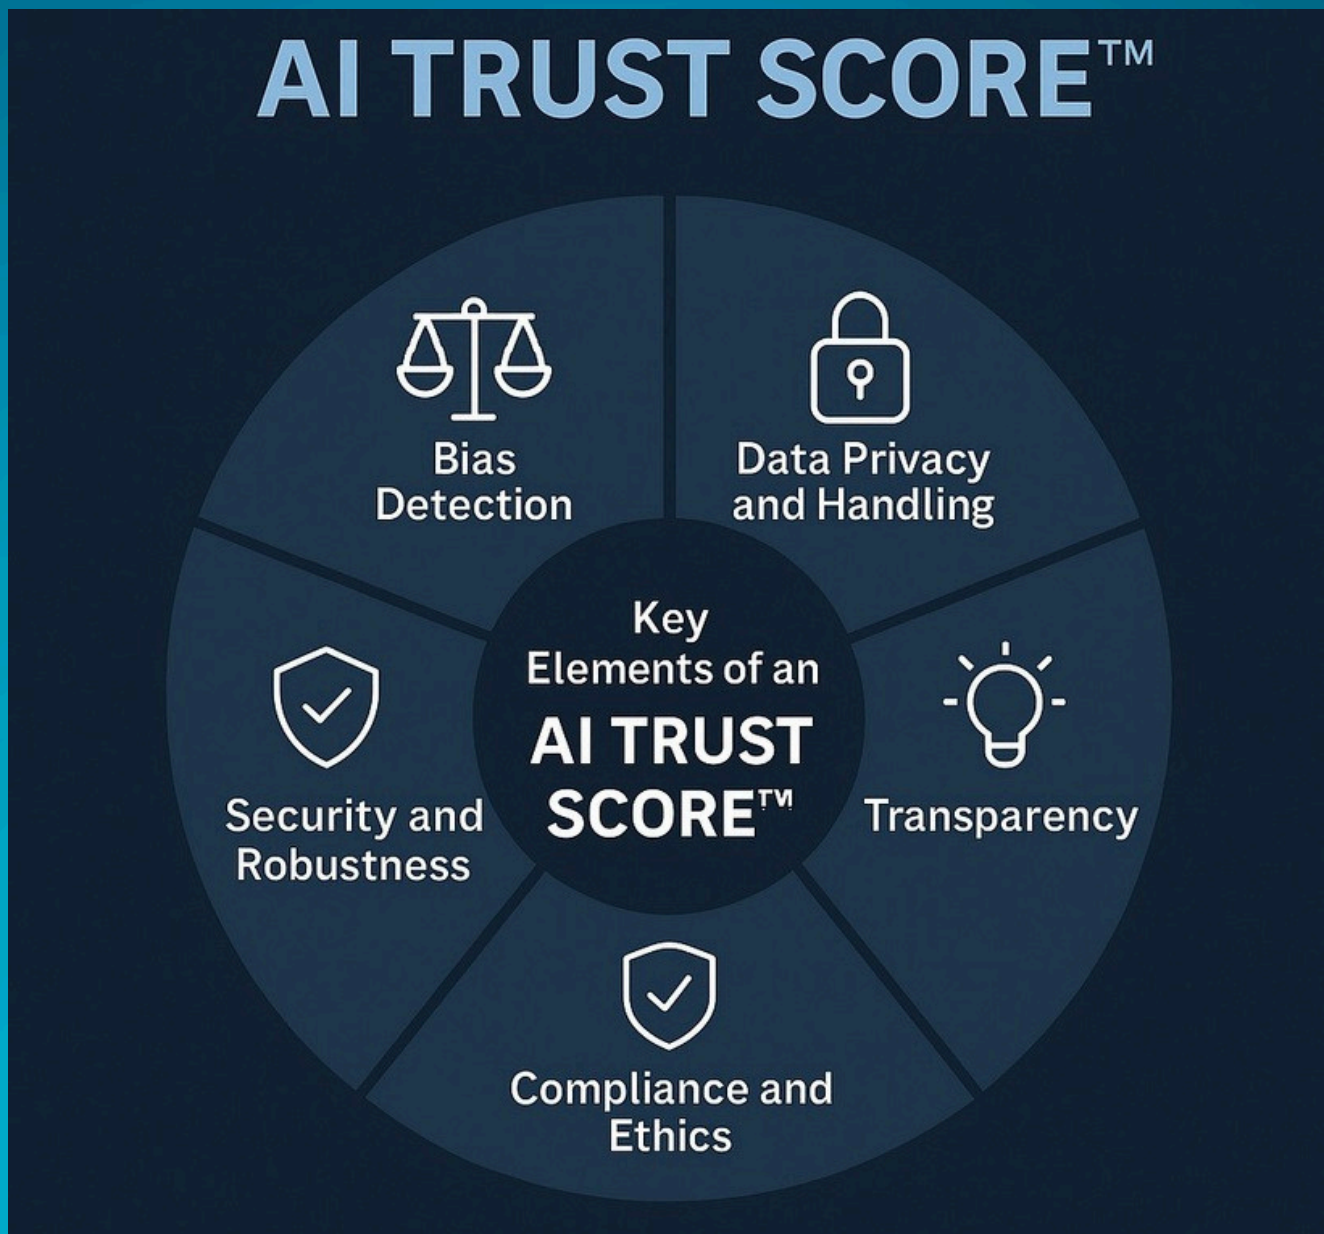 AI TRUST SCORE™
Bias
Detection
Data Privacy
and Handling
Key
Elements of an
AI TRUST
SCORE™
Security and
Robustness
Transparency
Compliance and
Ethics